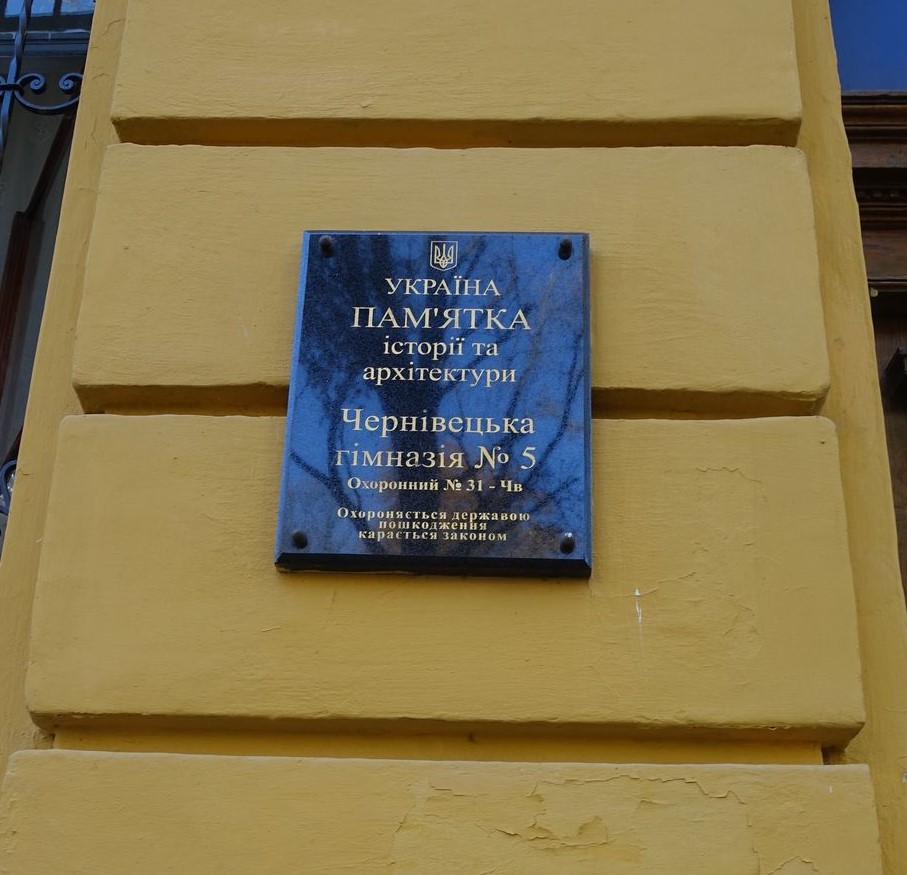 УКРАЇНА
ПАМ'ЯТКА
історії та
архітектури
Чернівецька
гімназія № 5
Охоронний № 31 - Чв
Охороняється державою
пошкодження
карається законом